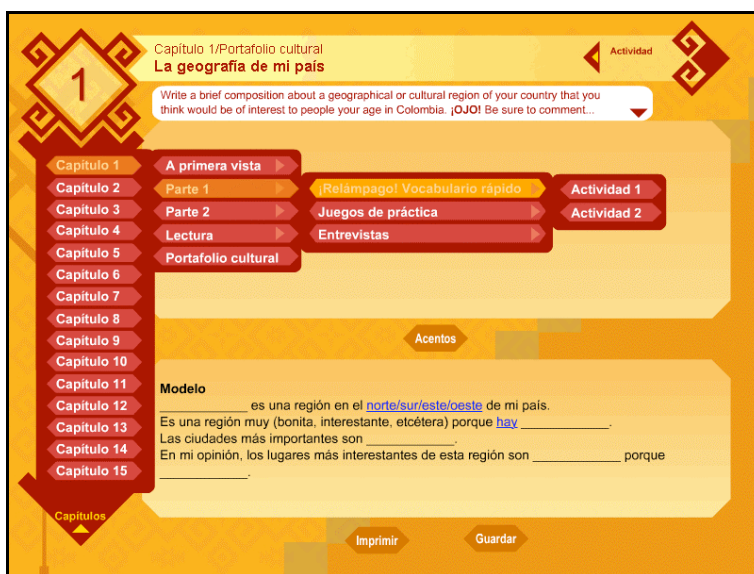 1
Capítulo 1/Portafolio cultural
La geografía de mi país
Actividad
Write a brief composition about a geographical or cultural region of your country that you
think would be of interest to people your age in Colombia. ¡OJO! Be sure to comment...
Capítulo 1
Capítulo 2
Capítulo 3
Capítulo 4
Capítulo 5
Capítulo 6
Capítulo 7
Capítulo 8
Capítulo 9
Capítulo 10
Capítulo 11
Capítulo 12
Capítulo 13
Capítulo 14
Capítulo 15
Capítulos
A primera vista
Parte 1
Parte 2
Lectura
Portafolio cultural
¡Relámpago! Vocabulario rápido
Juegos de práctica
Entrevistas
Actividad 1
Actividad 2
Acentos
Modelo
____________ es una región en el norte/sur/este/oeste de mi país.
Es una región muy (bonita, interestante, etcétera) porque hay ____________.
Las ciudades más importantes son ____________.
En mi opinión, los lugares más interestantes de esta región son ____________ porque
____________.
Imprimir
Guardar